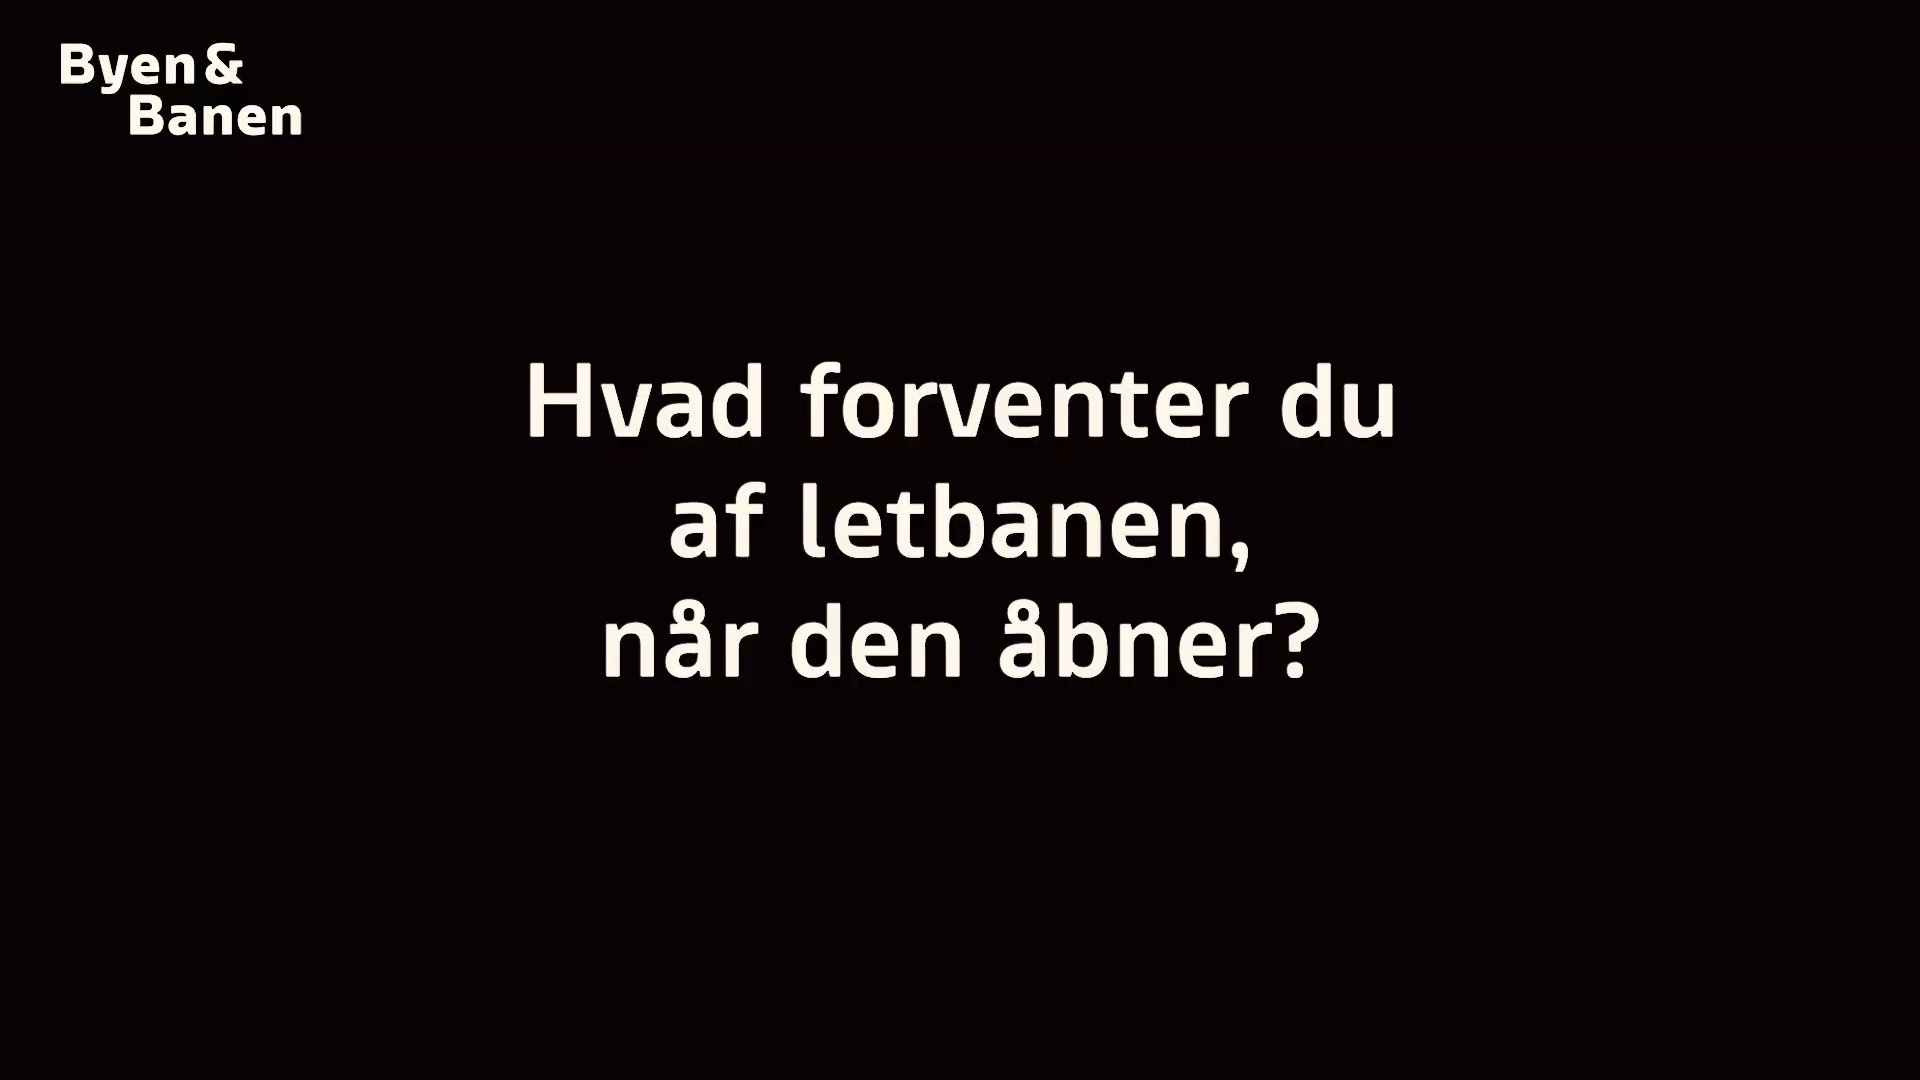 Byen &
Banen
Hvad forventer du
af letbanen,
når den åbner?